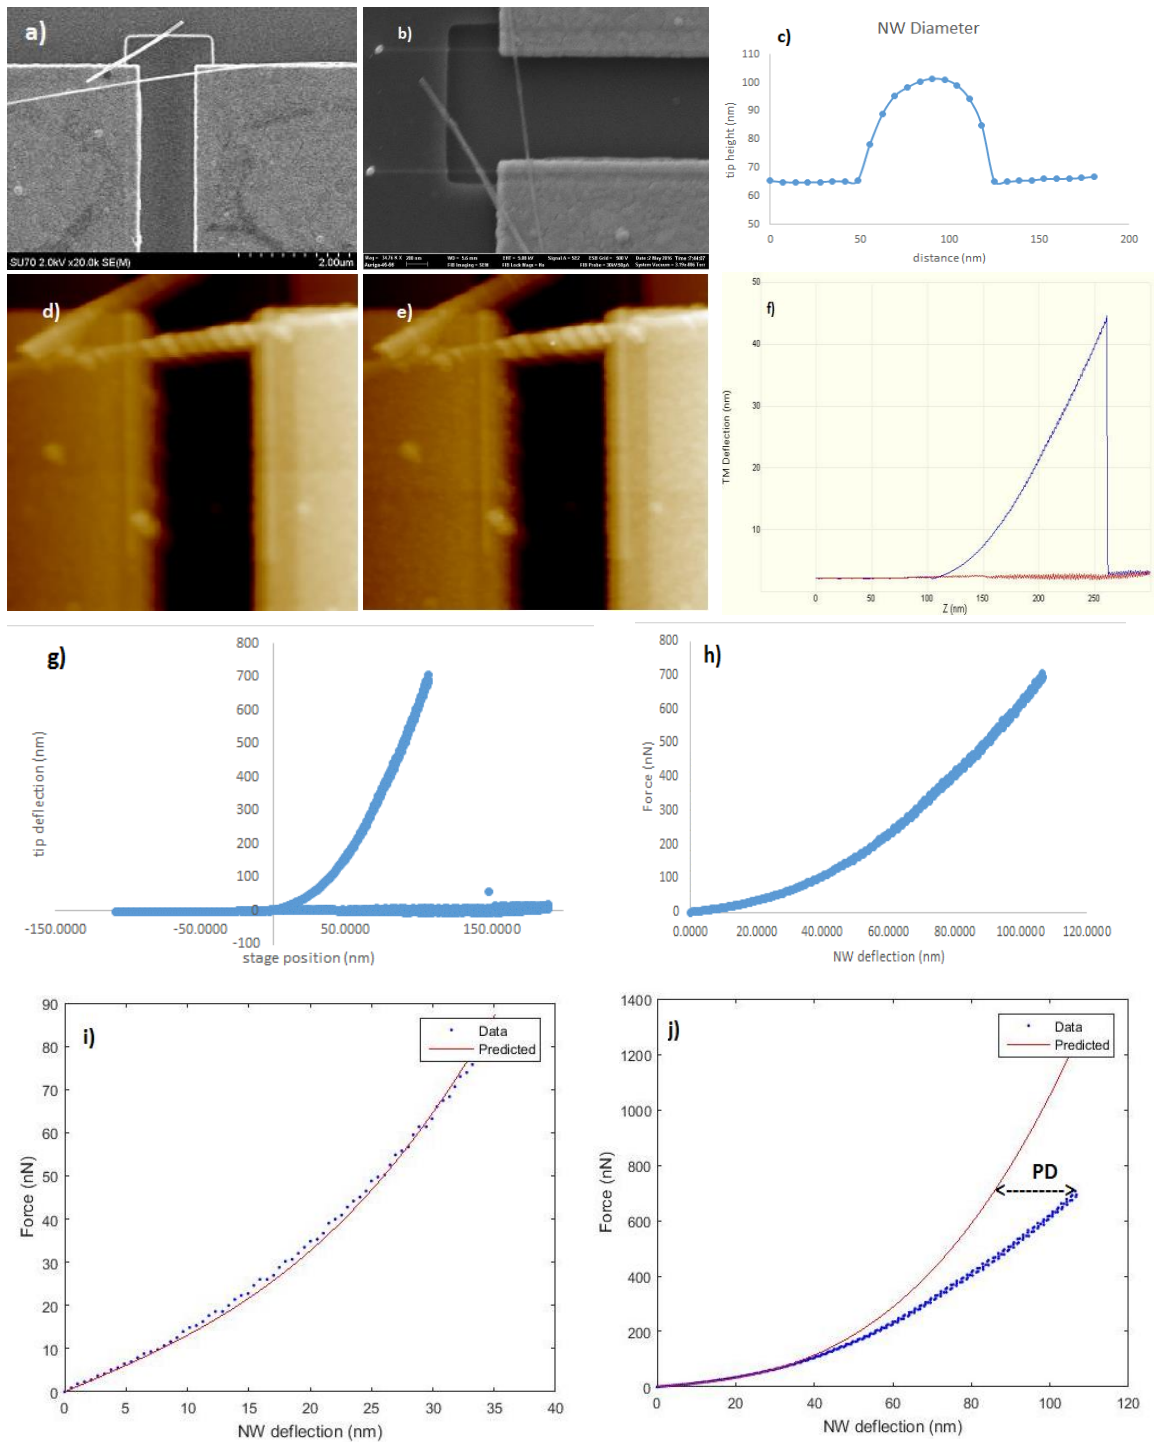 a)
SU70 2.0kV x20.0k SE(M)
2.00um
b)
c)
NW Diameter
110
100
90
80
70
60
50
0
50
100
150
200
tip height (nm)
distance (nm)
d)
e)
f)
50
40
30
20
10
0
50
100
150
200
250
TM Deflection (nm)
Z (nm)
g)
800
700
600
500
400
300
200
100
0
-100
-150.0000
-50.0000
50.0000
150.0000
tip deflection (nm)
stage position (nm)
h)
800
700
600
500
400
300
200
100
0
0.0000
20.0000
40.0000
60.0000
80.0000
100.0000
120.0000
Force (nN)
NW deflection (nm)
i)
Data
Predicted
90
80
70
60
50
40
30
20
10
0
0
5
10
15
20
25
30
35
40
Force (nN)
NW deflection (nm)
j)
Data
Predicted
PD
1400
1200
1000
800
600
400
200
0
0
20
40
60
80
100
120
Force (nN)
NW deflection (nm)